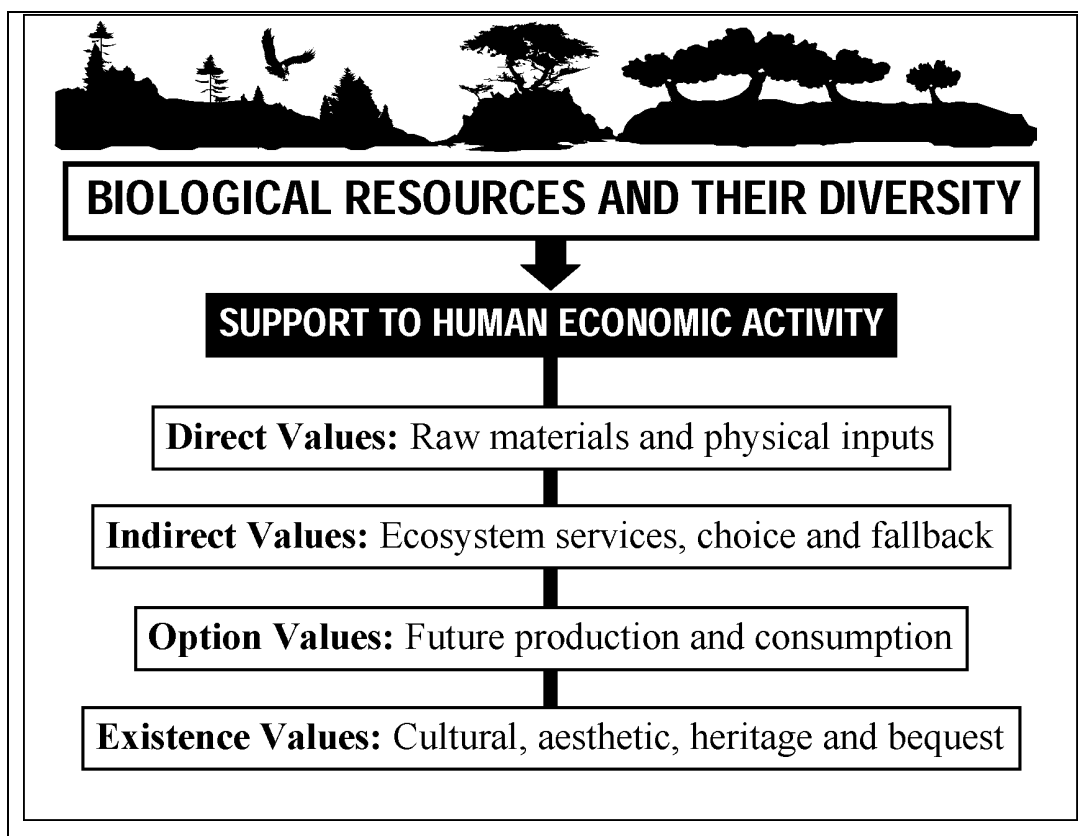 BIOLOGICAL RESOURCES AND THEIR DIVERSITY
SUPPORT TO HUMAN ECONOMIC ACTIVITY
Direct Values: Raw materials and physical inputs
Indirect Values: Ecosystem services, choice and fallback
Option Values: Future production and consumption
Existence Values: Cultural, aesthetic, heritage and bequest